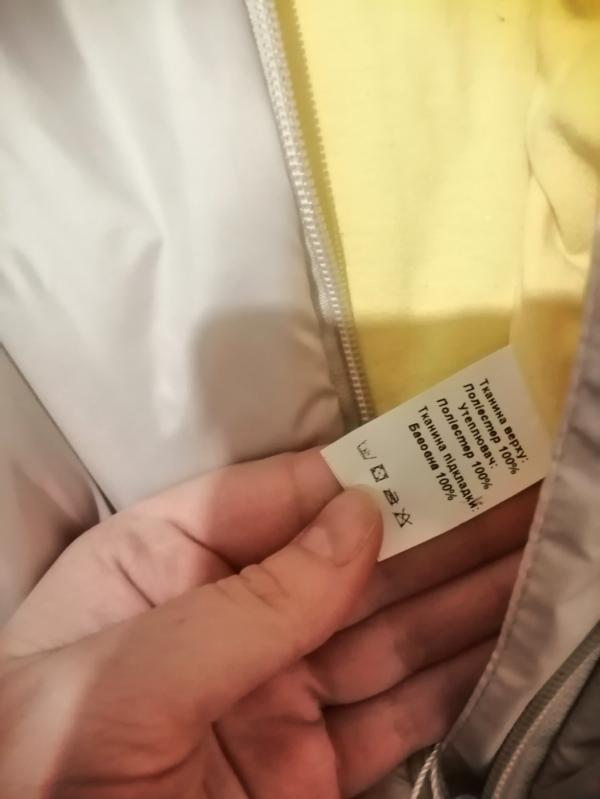 Тканина верху:
Поліестер 100%
Утеплювач:
Поліестер 100%
Тканина підкладки:
Бавовна 100%